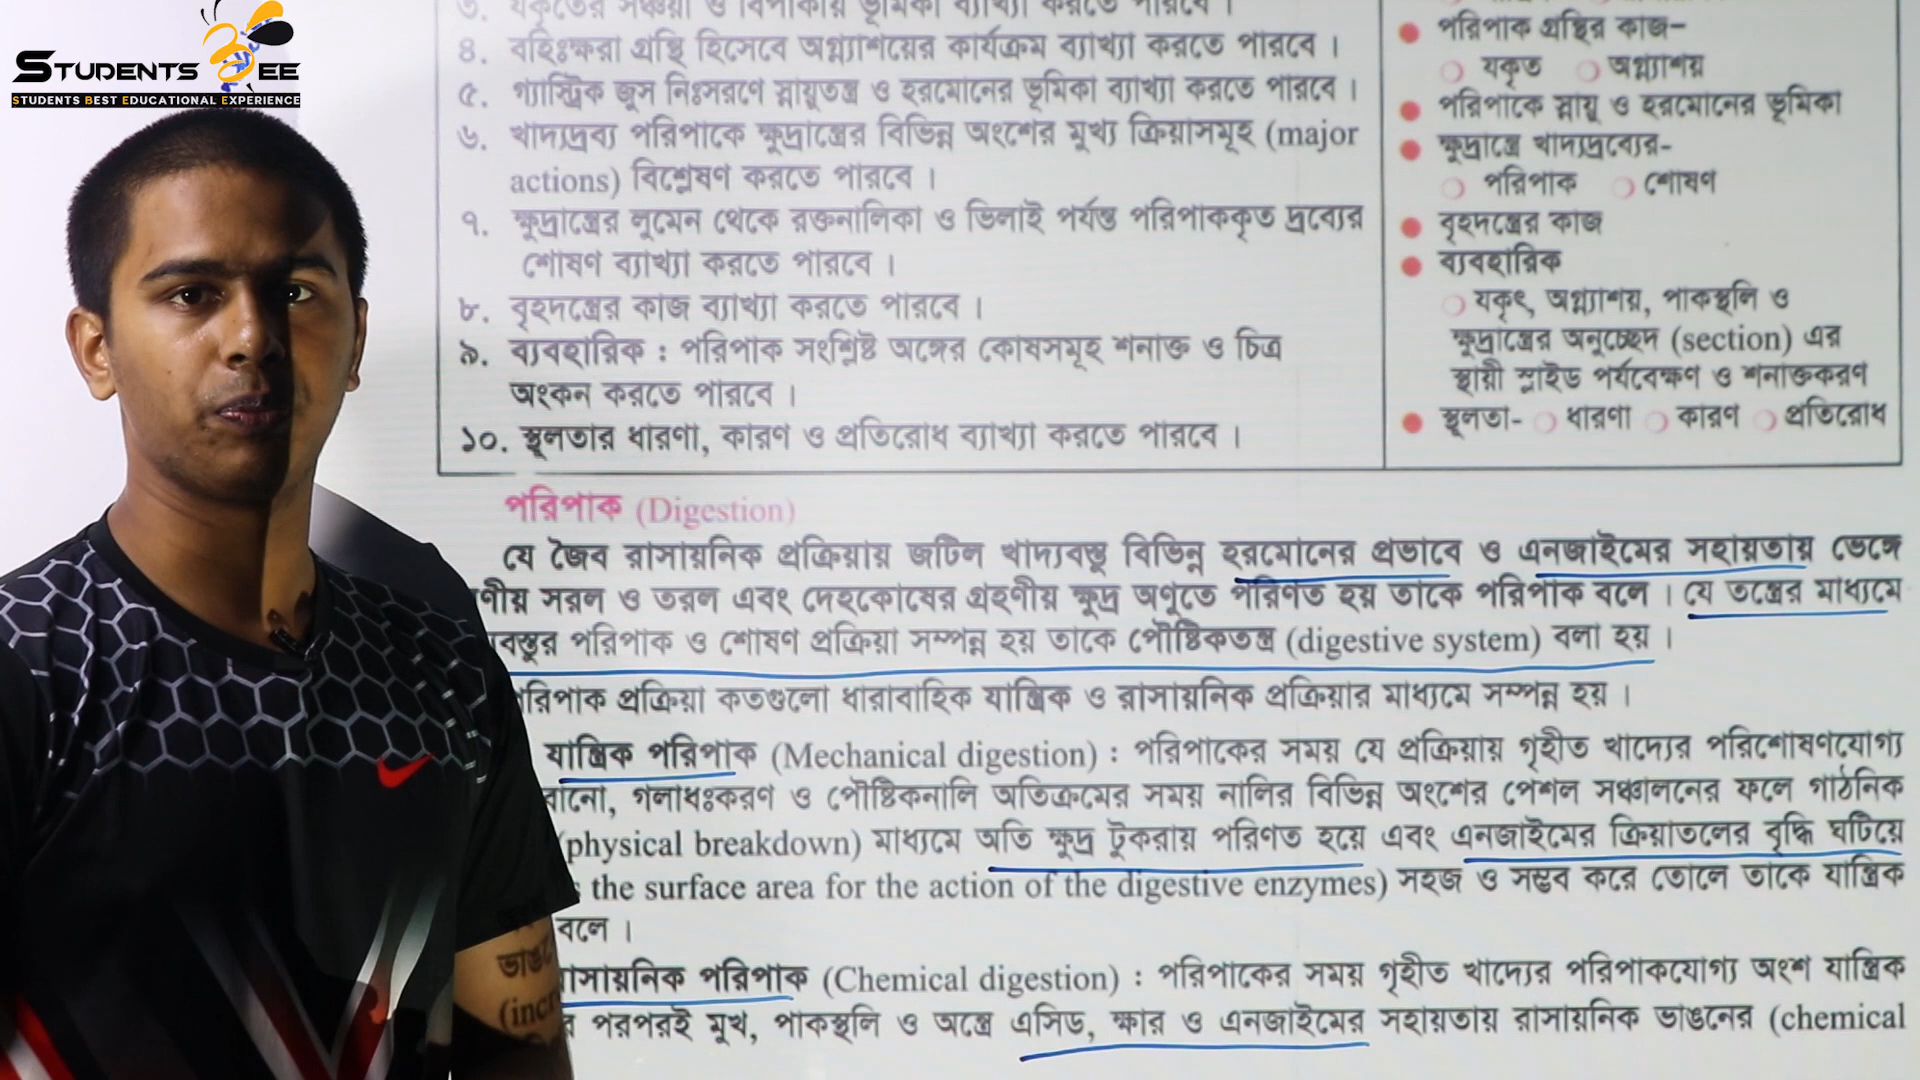 STUDENTS BEE
STUDENTS BEST EDUCATIONAL EXPERIENCE
৩. যকৃতের সঞ্চয়ী ও বিপাকীয় ভূমিকা ব্যাখ্যা করতে পারবে ।
৪. বহিঃক্ষরা গ্রন্থি হিসেবে অগ্ন্যাশয়ের কার্যক্রম ব্যাখ্যা করতে পারবে ।
৫. গ্যাস্ট্রিক জুস নিঃসরণে স্নায়ুতন্ত্র ও হরমোনের ভূমিকা ব্যাখ্যা করতে পারবে ।
৬. খাদ্যদ্রব্য পরিপাকে ক্ষুদ্রান্ত্রের বিভিন্ন অংশের মুখ্য ক্রিয়াসমূহ (major
actions) বিশ্লেষণ করতে পারবে ।
৭. ক্ষুদ্রান্ত্রের লুমেন থেকে রক্তনালিকা ও ভিলাই পর্যন্ত পরিপাককৃত দ্রব্যের
শোষণ ব্যাখ্যা করতে পারবে ।
৮. বৃহদন্ত্রের কাজ ব্যাখ্যা করতে পারবে ।
৯. ব্যবহারিক : পরিপাক সংশ্লিষ্ট অঙ্গের কোষসমূহ শনাক্ত ও চিত্র
অংকন করতে পারবে ।
১০. স্থূলতার ধারণা, কারণ ও প্রতিরোধ ব্যাখ্যা করতে পারবে ।
পরিপাক গ্রন্থির কাজ–
যকৃত অগ্ন্যাশয়
পরিপাকে স্নায়ু ও হরমোনের ভূমিকা
ক্ষুদ্রান্ত্রে খাদ্যদ্রব্যের-
পরিপাক শোষণ
বৃহদন্ত্রের কাজ
ব্যবহারিক
যকৃৎ, অগ্ন্যাশয়, পাকস্থলি ও
ক্ষুদ্রান্ত্রের অনুচ্ছেদ (section) এর
স্থায়ী স্লাইড পর্যবেক্ষণ ও শনাক্তকরণ
স্থূলতা- ধারণা কারণ প্রতিরোধ
পরিপাক (Digestion)
যে জৈব রাসায়নিক প্রক্রিয়ায় জটিল খাদ্যবস্তু বিভিন্ন হরমোনের প্রভাবে ও এনজাইমের সহায়তায় ভেঙ্গে
ণীয় সরল ও তরল এবং দেহকোষের গ্রহণীয় ক্ষুদ্র অণুতে পরিণত হয় তাকে পরিপাক বলে । যে তন্ত্রের মাধ্যমে
বস্তুর পরিপাক ও শোষণ প্রক্রিয়া সম্পন্ন হয় তাকে পৌষ্টিকতন্ত্র (digestive system) বলা হয় ।
রিপাক প্রক্রিয়া কতগুলো ধারাবাহিক যান্ত্রিক ও রাসায়নিক প্রক্রিয়ার মাধ্যমে সম্পন্ন হয় ।
যান্ত্রিক পরিপাক (Mechanical digestion) : পরিপাকের সময় যে প্রক্রিয়ায় গৃহীত খাদ্যের পরিশোষণযোগ্য
বানো, গলাধঃকরণ ও পৌষ্টিকনালি অতিক্রমের সময় নালির বিভিন্ন অংশের পেশল সঞ্চালনের ফলে গাঠনিক
(physical breakdown) মাধ্যমে অতি ক্ষুদ্র টুকরায় পরিণত হয়ে এবং এনজাইমের ক্রিয়াতলের বৃদ্ধি ঘটিয়ে
s the surface area for the action of the digestive enzymes) সহজ ও সম্ভব করে তোলে তাকে যান্ত্রিক
বলে ।
াসায়নিক পরিপাক (Chemical digestion) : পরিপাকের সময় গৃহীত খাদ্যের পরিপাকযোগ্য অংশ যান্ত্রিক
র পরপরই মুখ, পাকস্থলি ও অন্ত্রে এসিড, ক্ষার ও এনজাইমের সহায়তায় রাসায়নিক ভাঙনের (chemical